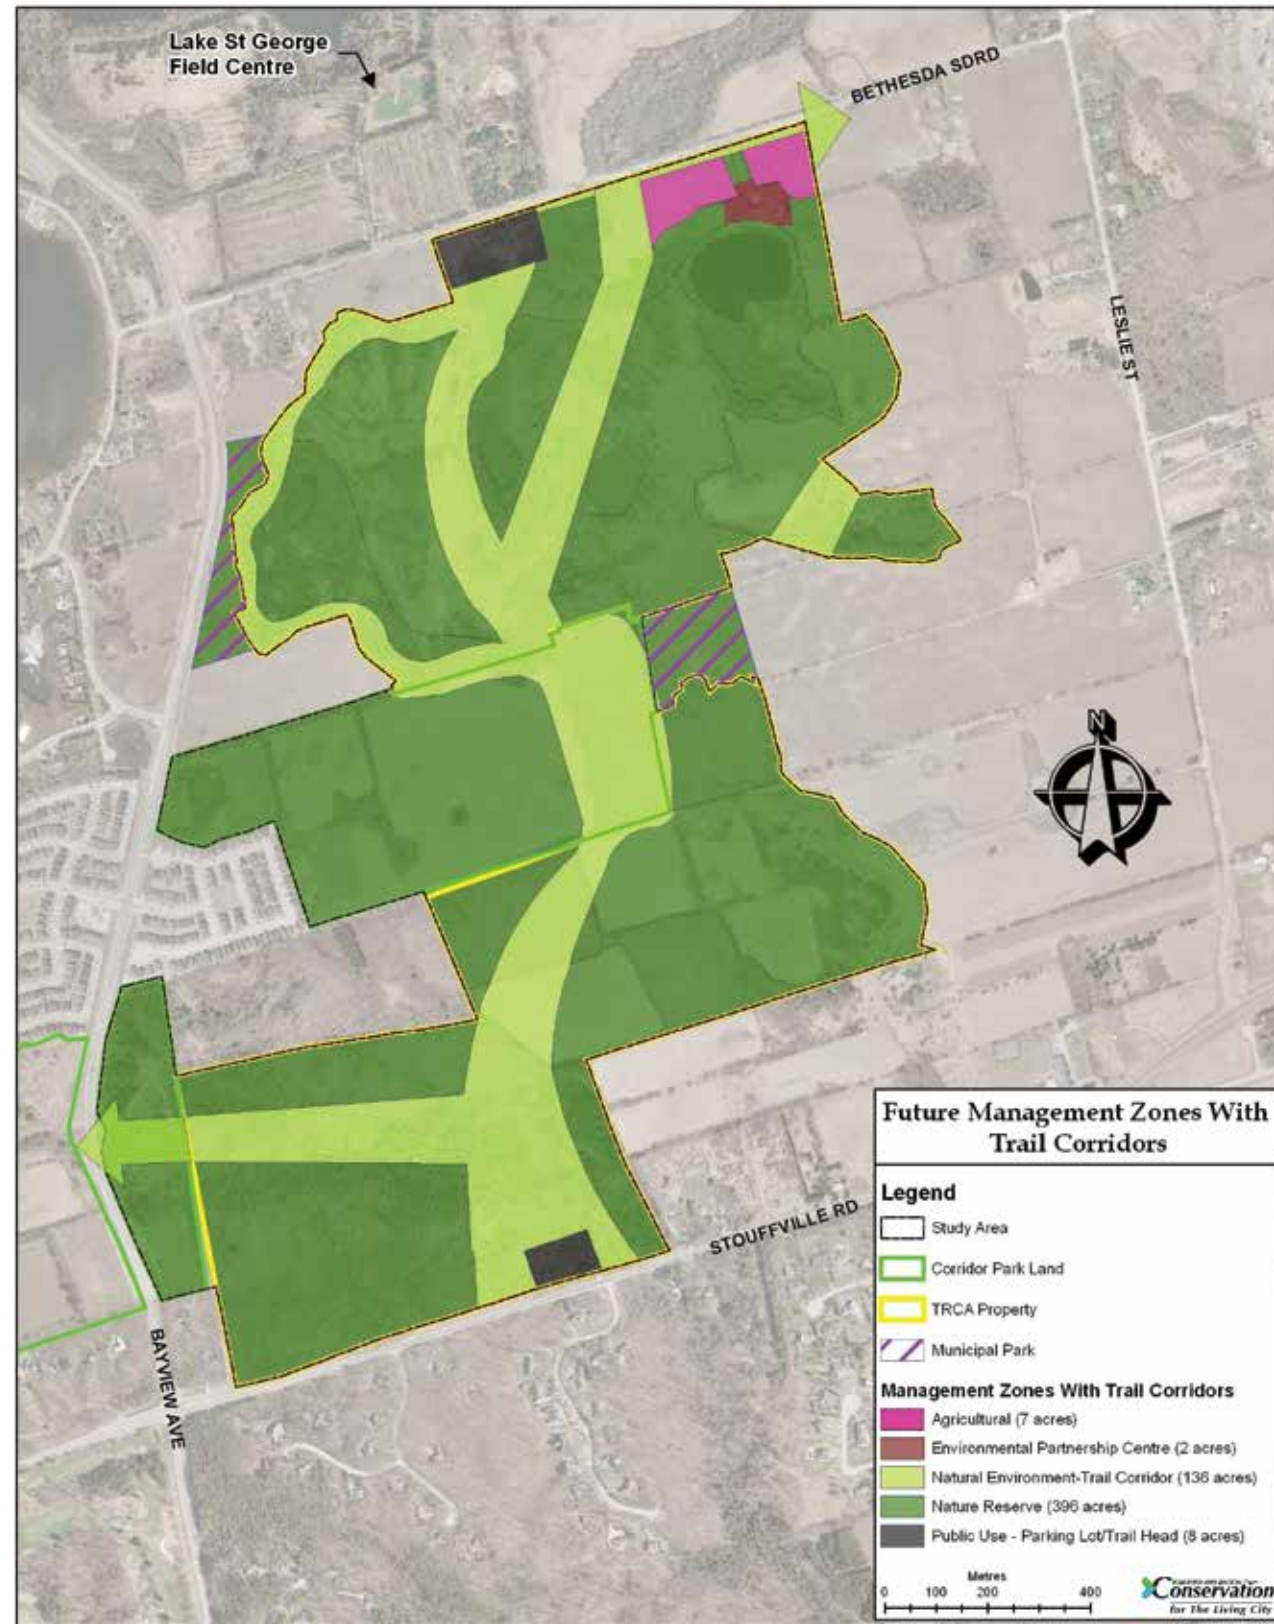 Lake St George
Field Centre
BETHESDA SDRD
LESLIE ST
N
STOUFFVILLE RD
BAYVIEW AVE
Future Management Zones With
Trail Corridors
Legend
Study Area
Corridor Park Land
TRCA Property
Municipal Park
Management Zones With Trail Corridors
Agricultural (7 acres)
Environmental Partnership Centre (2 acres)
Natural Environment-Trail Corridor (136 acres)
Nature Reserve (396 acres)
Public Use - Parking Lot/Trail Head (8 acres)
Metres
0 100 200 400
Conservation
for The Living City